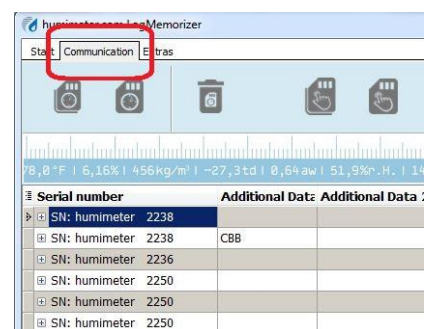 humimeter.com LogMemorizer
Start Communication Extras
78,0°F | 6,16% | 456kg/m³ | -27,3td | 0,64aw | 51,9%r.H. | 14
Serial number Additional Data Additional Data 2
SN: humimeter 2238
SN: humimeter 2238 CBB
SN: humimeter 2236
SN: humimeter 2250
SN: humimeter 2250
SN: humimeter 2250